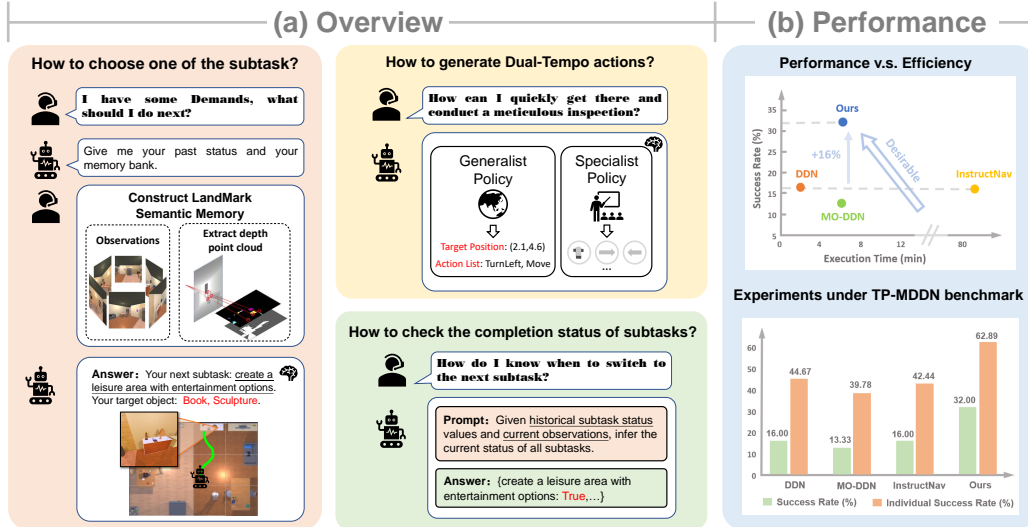 (a) Overview
(b) Performance
How to choose one of the subtask?
I have some Demands, what
should I do next?
Give me your past status and your
memory bank.
Construct LandMark
Semantic Memory
Observations
Extract depth
point cloud
Answer: Your next subtask: create a
leisure area with entertainment options.
Your target object: Book, Sculpture.
How to generate Dual-Tempo actions?
How can I quickly get there and
conduct a meticulous inspection?
Generalist
Policy
Target Position: (2.1,4.6)
Action List: TurnLeft, Move
Specialist
Policy
...
How to check the completion status of subtasks?
How do I know when to switch to
the next subtask?
Prompt: Given historical subtask status
values and current observations, infer the
current status of all subtasks.
Answer: {create a leisure area with
entertainment options: True,...}
Performance v.s. Efficiency
Success Rate (%)
35
30
25
20
15
10
5
0
4
8
12
80
Execution Time (min)
Ours
+16%
Desirable
DDN
MO-DDN
InstructNav
Experiments under TP-MDDN benchmark
60
50
40
30
20
10
0
16.00
44.67
13.33
39.78
16.00
42.44
32.00
62.89
DDN
MO-DDN
InstructNav
Ours
Success Rate (%)
Individual Success Rate (%)